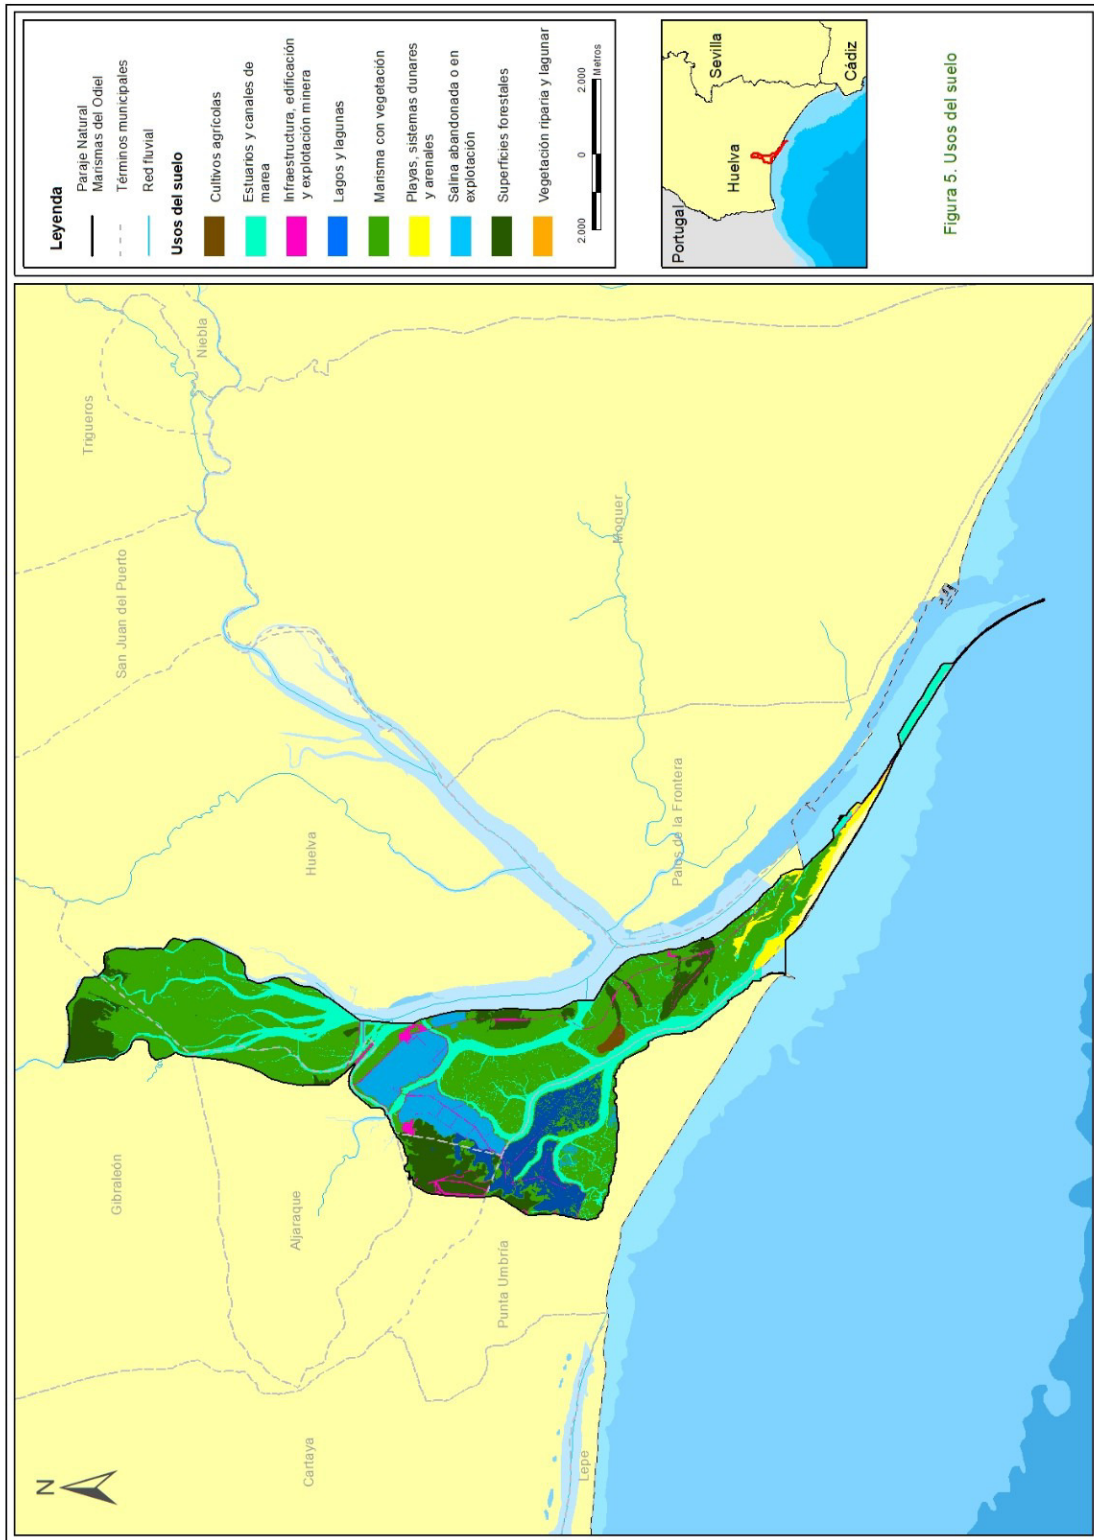 N
Cartaya
Lepe
Gibraleón
Aljaraque
Punta Umbría
Huelva
San Juan del Puerto
Trigueros
Niebla
Moguer
Palos de la Frontera
Leyenda
Paraje Natural
Marismas del Odiel
Términos municipales
Red fluvial
Usos del suelo
Cultivos agrícolas
Estuarios y canales de
marea
Infraestructura, edificación
y explotación minera
Lagos y lagunas
Marisma con vegetación
Playas, sistemas dunares
y arenales
Salina abandonada o en
explotación
Superficies forestales
Vegetación riparia y lagunar
2.000 0 2.000
Metros
Portugal
Huelva
Sevilla
Cádiz
Figura 5. Usos del suelo